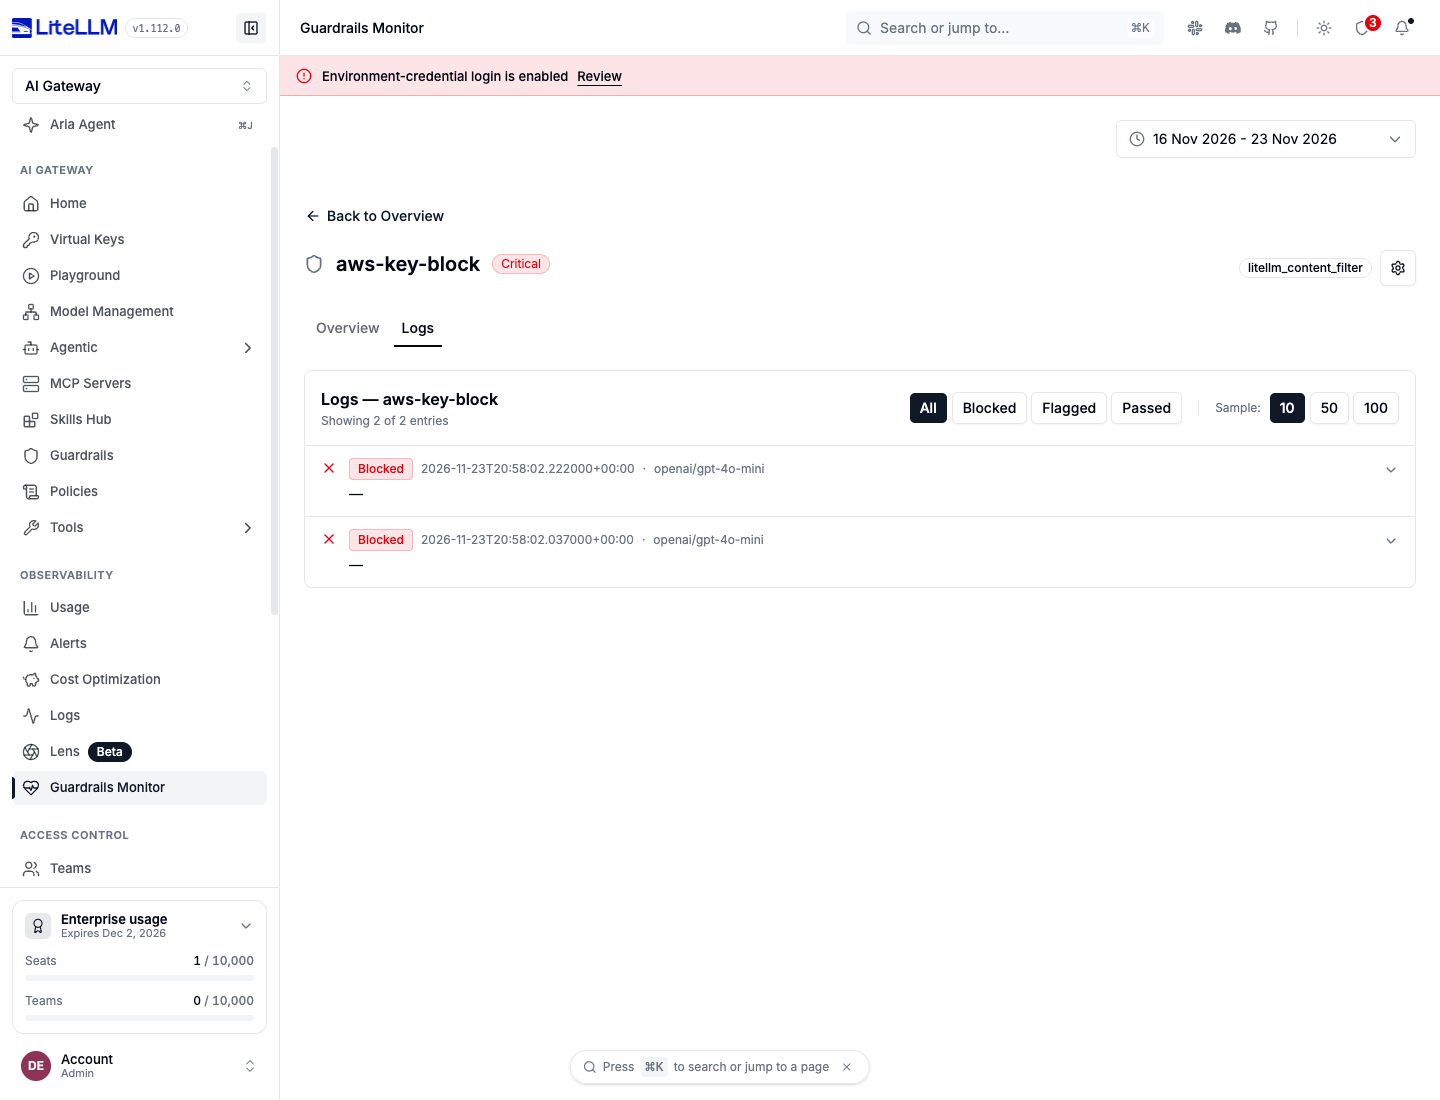 LiteLLM v1.112.0
Guardrails Monitor
Search or jump to... ⌘K
3
Environment-credential login is enabled Review
AI Gateway
Aria Agent ⌘J
AI GATEWAY
Home
Virtual Keys
Playground
Model Management
Agentic
MCP Servers
Skills Hub
Guardrails
Policies
Tools
OBSERVABILITY
Usage
Alerts
Cost Optimization
Logs
Lens Beta
Guardrails Monitor
ACCESS CONTROL
Teams
Enterprise usage
Expires Dec 2, 2026
Seats 1 / 10,000
Teams 0 / 10,000
DE Account
Admin
16 Nov 2026 - 23 Nov 2026
Back to Overview
aws-key-block Critical
litellm_content_filter
Overview Logs
Logs — aws-key-block
Showing 2 of 2 entries
All Blocked Flagged Passed Sample: 10 50 100
Blocked 2026-11-23T20:58:02.222000+00:00 · openai/gpt-4o-mini
—
Blocked 2026-11-23T20:58:02.037000+00:00 · openai/gpt-4o-mini
—
Press ⌘K to search or jump to a page ×